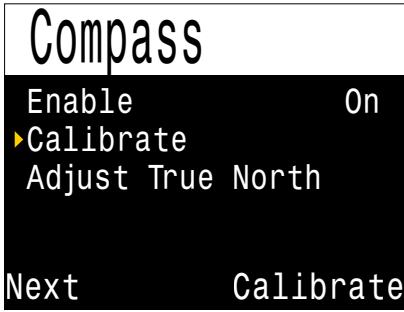 Compass
Enable On
Calibrate
Adjust True North
Next Calibrate